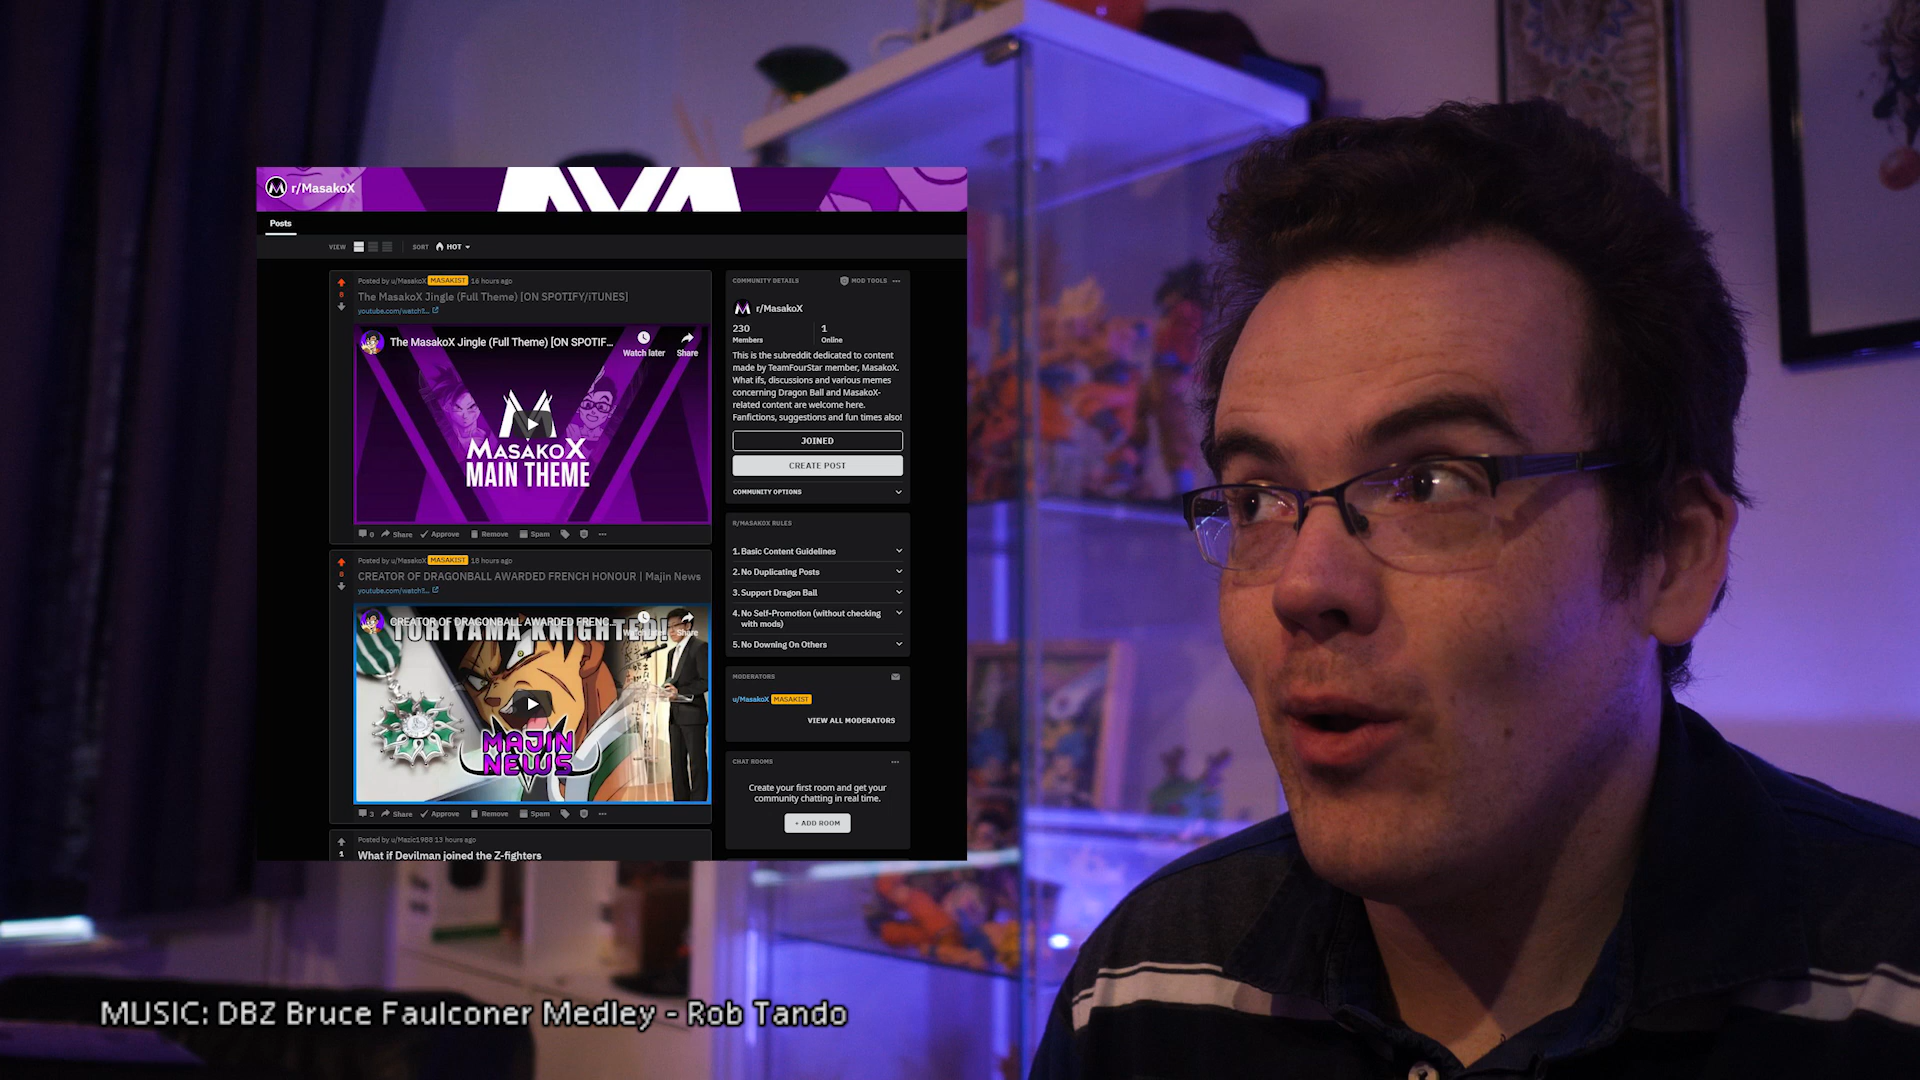 r/MasakoX
Posts
VIEW SORT HOT
Posted by u/MasakoX MASAKIST 16 hours ago
8
The MasakoX Jingle (Full Theme) [ON SPOTIFY/iTUNES]
youtube.com/watch?...
The MasakoX Jingle (Full Theme) [ON SPOTIF...
Watch later Share
MASAKOX
MAIN THEME
0 Share Approve Remove Spam
Posted by u/MasakoX MASAKIST 18 hours ago
8
CREATOR OF DRAGONBALL AWARDED FRENCH HONOUR | Majin News
youtube.com/watch?...
CREATOR OF DRAGONBALL AWARDED FRENC...
Watch later Share
TORIYAMA KNIGHTED!
MAJIN
NEWS
3 Share Approve Remove Spam
Posted by u/Mazic1988 13 hours ago
1
What if Devilman joined the Z-fighters
COMMUNITY DETAILS MOD TOOLS
r/MasakoX
230 1
Members Online
This is the subreddit dedicated to content
made by TeamFourStar member, MasakoX.
What ifs, discussions and various memes
concerning Dragon Ball and MasakoX-
related content are welcome here.
Fanfictions, suggestions and fun times also!
JOINED
CREATE POST
COMMUNITY OPTIONS
R/MASAKOX RULES
1. Basic Content Guidelines
2. No Duplicating Posts
3. Support Dragon Ball
4. No Self-Promotion (without checking
with mods)
5. No Downing On Others
MODERATORS
u/MasakoX MASAKIST
VIEW ALL MODERATORS
CHAT ROOMS
Create your first room and get your
community chatting in real time.
+ ADD ROOM
MUSIC: DBZ Bruce Faulconer Medley - Rob Tando